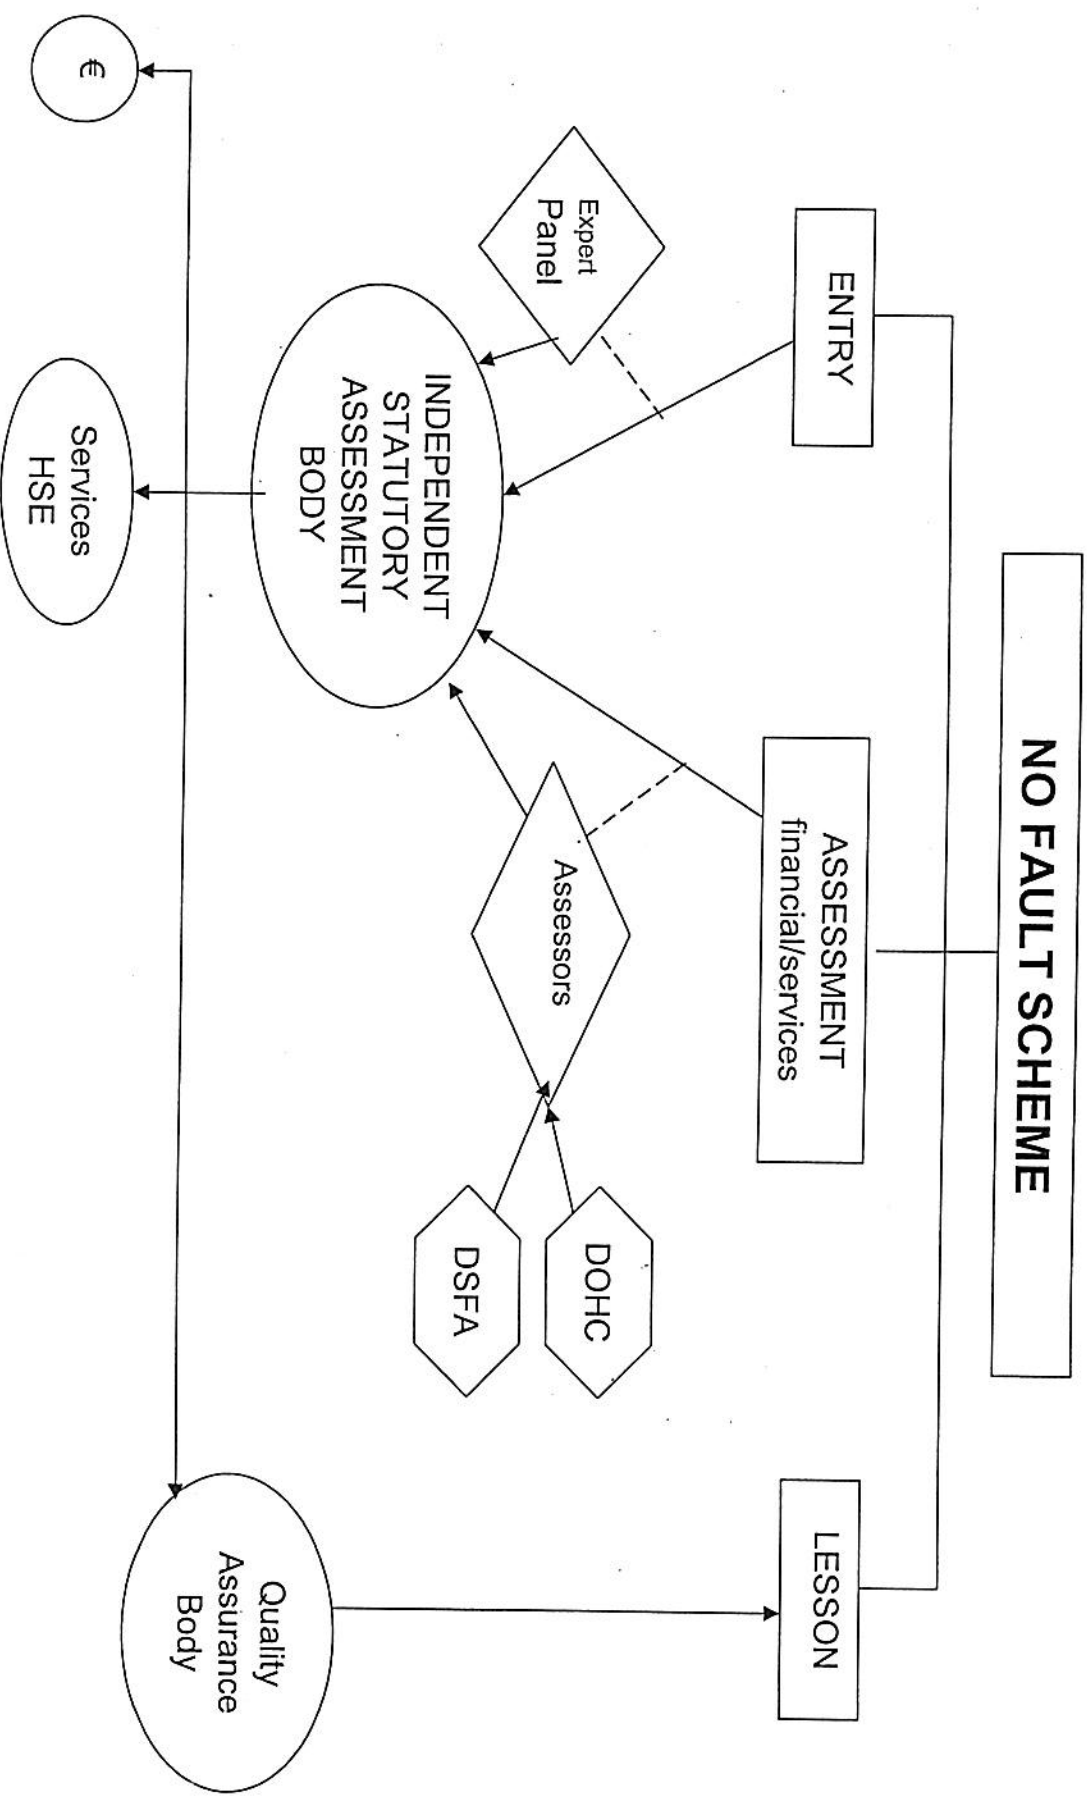 NO FAULT SCHEME
ENTRY
ASSESSMENT
financial/services
LESSON
Expert
Panel
Assessors
DOHC
DSFA
INDEPENDENT
STATUTORY
ASSESSMENT
BODY
€
Services
HSE
Quality
Assurance
Body